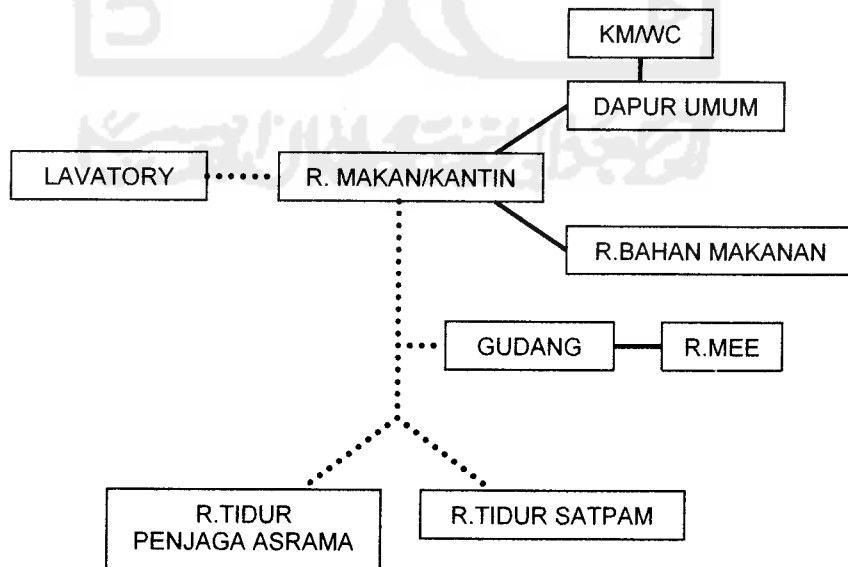 KM/WC
DAPUR UMUM
LAVATORY
R. MAKAN/KANTIN
R.BAHAN MAKANAN
GUDANG
R.MEE
R.TIDUR
PENJAGA ASRAMA
R.TIDUR SATPAM